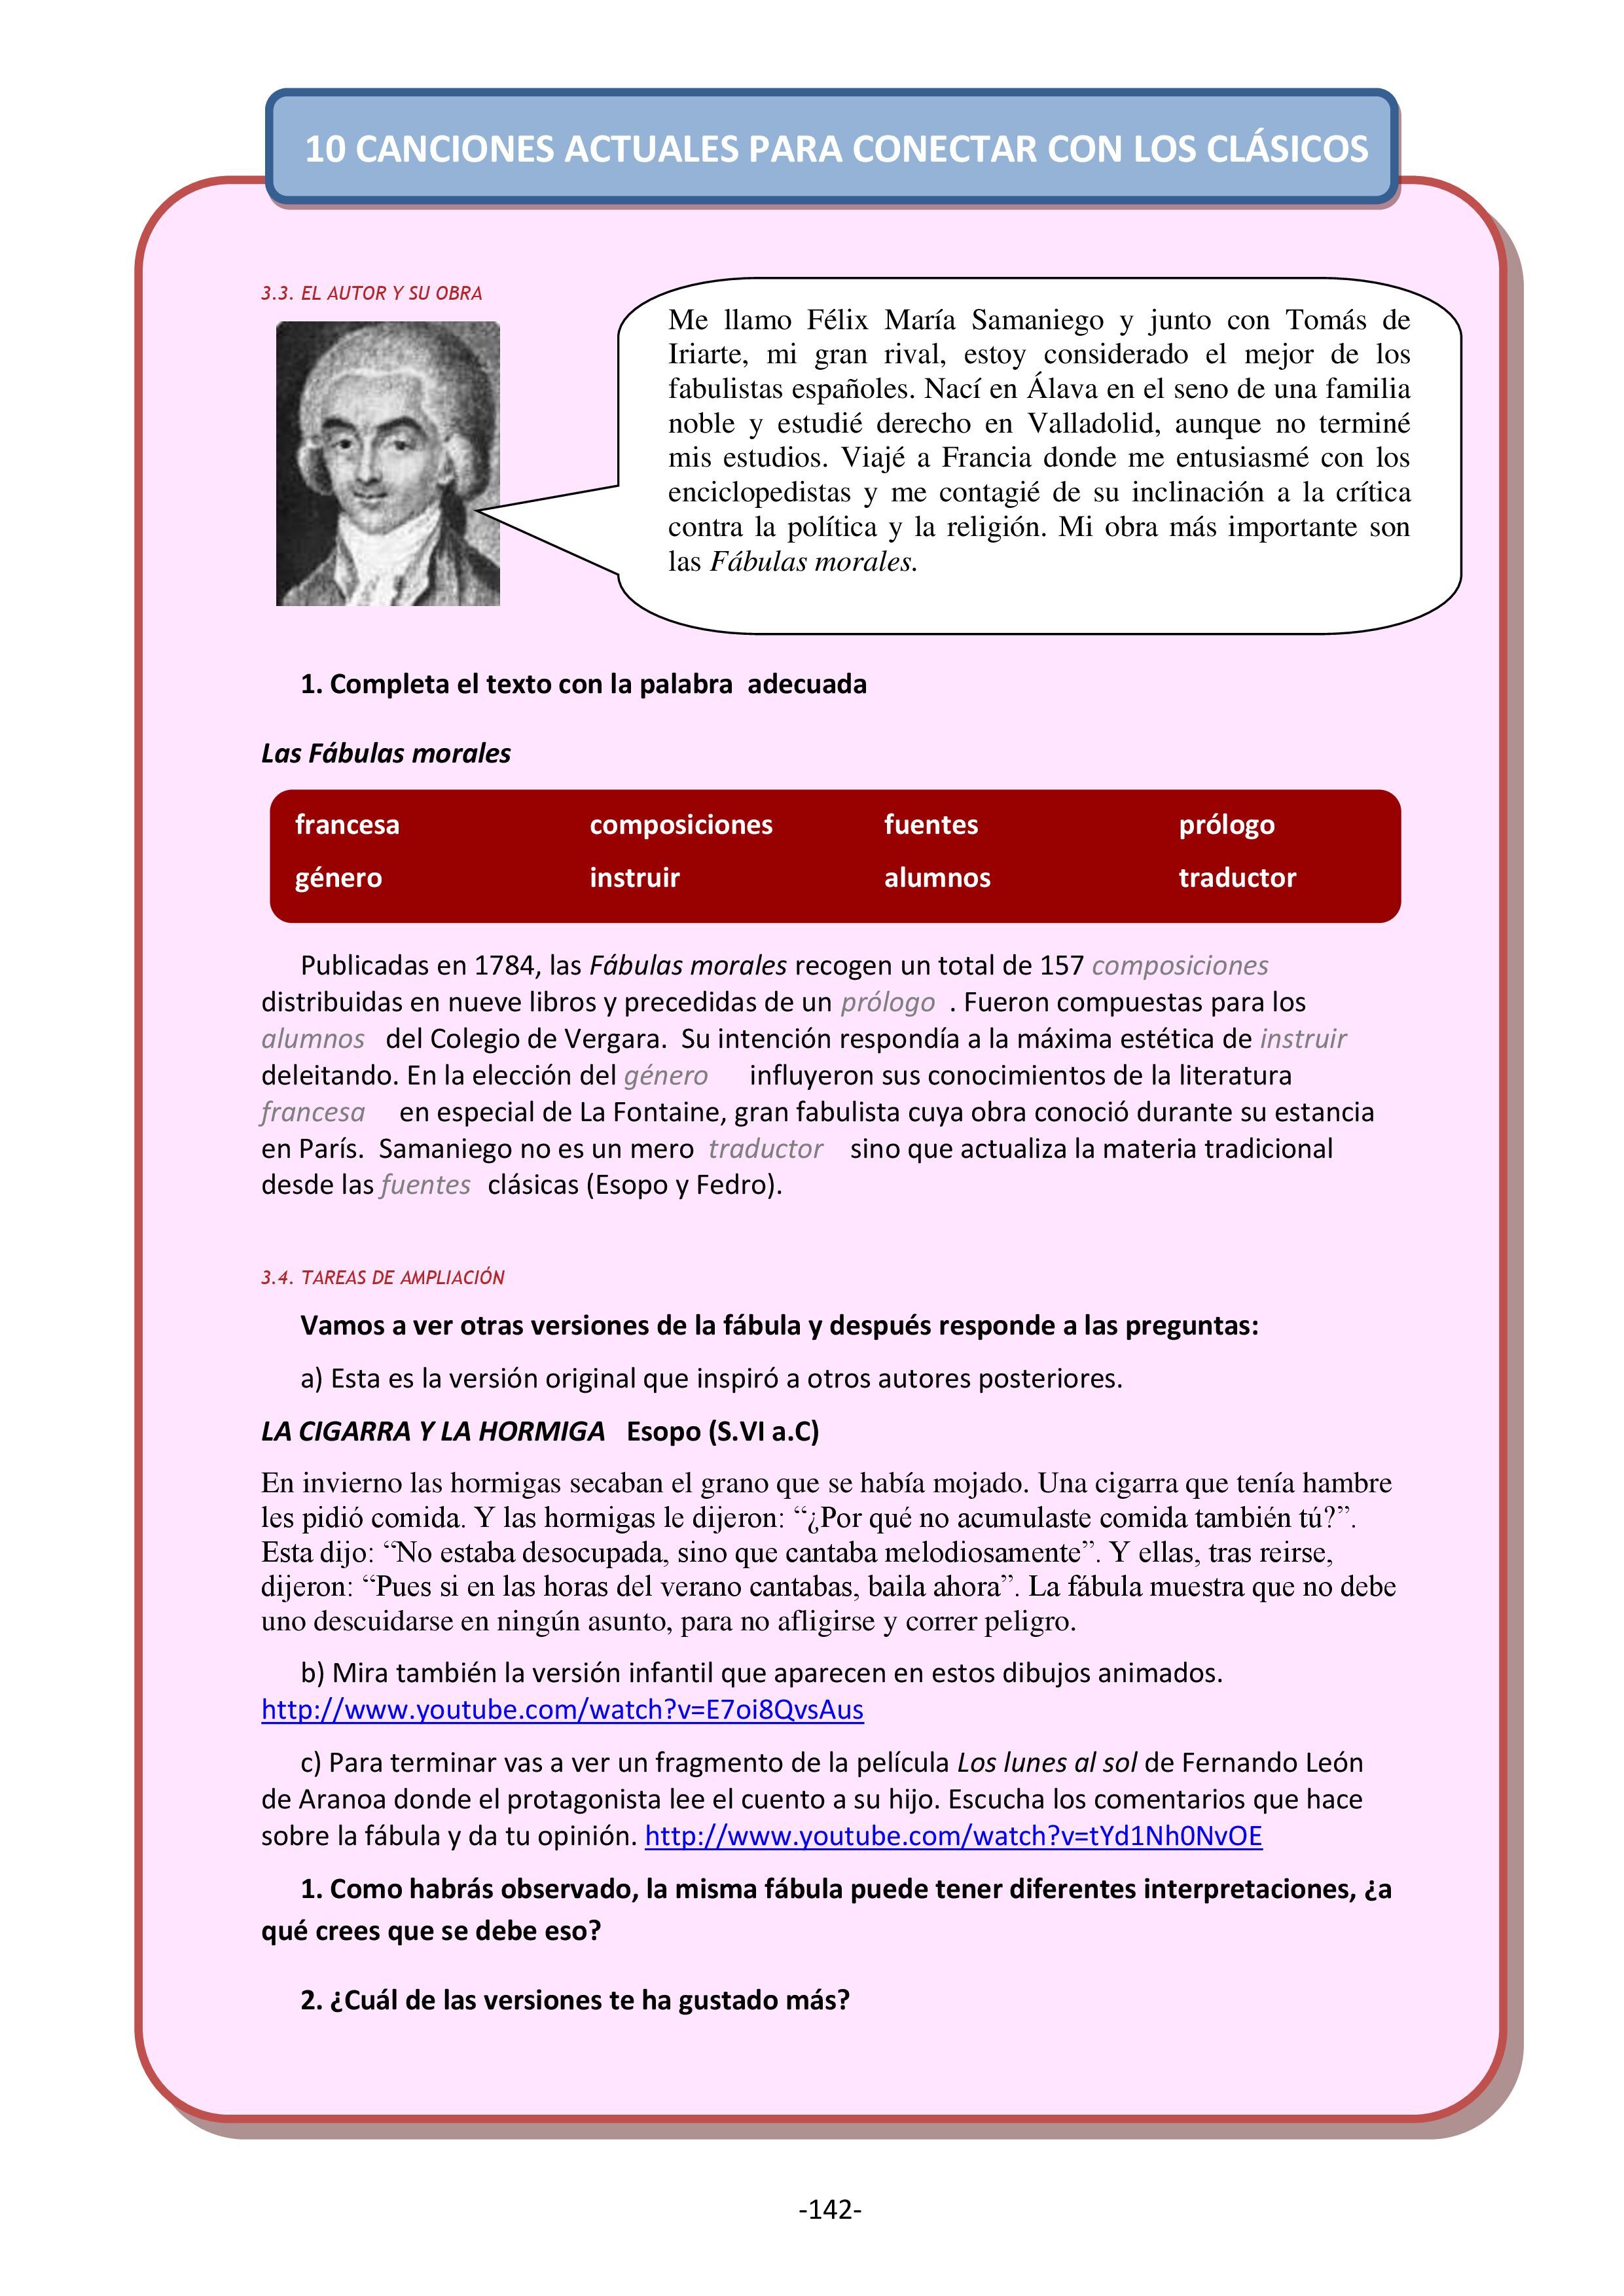 10 CANCIONES ACTUALES PARA CONECTAR CON LOS CLÁSICOS
3.3. EL AUTOR Y SU OBRA
Me llamo Félix María Samaniego y junto con Tomás de
Iriarte, mi gran rival, estoy considerado el mejor de los
fabulistas españoles. Nací en Álava en el seno de una familia
noble y estudié derecho en Valladolid, aunque no terminé
mis estudios. Viajé a Francia donde me entusiasmé con los
enciclopedistas y me contagié de su inclinación a la crítica
contra la política y la religión. Mi obra más importante son
las Fábulas morales.
1. Completa el texto con la palabra adecuada
Las Fábulas morales
francesa composiciones fuentes prólogo
género instruir alumnos traductor
Publicadas en 1784, las Fábulas morales recogen un total de 157 composiciones
distribuidas en nueve libros y precedidas de un prólogo . Fueron compuestas para los
alumnos del Colegio de Vergara. Su intención respondía a la máxima estética de instruir
deleitando. En la elección del género influyeron sus conocimientos de la literatura
francesa en especial de La Fontaine, gran fabulista cuya obra conoció durante su estancia
en París. Samaniego no es un mero traductor sino que actualiza la materia tradicional
desde las fuentes clásicas (Esopo y Fedro).
3.4. TAREAS DE AMPLIACIÓN
Vamos a ver otras versiones de la fábula y después responde a las preguntas:
a) Esta es la versión original que inspiró a otros autores posteriores.
LA CIGARRA Y LA HORMIGA Esopo (S.VI a.C)
En invierno las hormigas secaban el grano que se había mojado. Una cigarra que tenía hambre
les pidió comida. Y las hormigas le dijeron: “¿Por qué no acumulaste comida también tú?”.
Esta dijo: “No estaba desocupada, sino que cantaba melodiosamente”. Y ellas, tras reirse,
dijeron: “Pues si en las horas del verano cantabas, baila ahora”. La fábula muestra que no debe
uno descuidarse en ningún asunto, para no afligirse y correr peligro.
b) Mira también la versión infantil que aparecen en estos dibujos animados.
http://www.youtube.com/watch?v=E7oi8QvsAus
c) Para terminar vas a ver un fragmento de la película Los lunes al sol de Fernando León
de Aranoa donde el protagonista lee el cuento a su hijo. Escucha los comentarios que hace
sobre la fábula y da tu opinión. http://www.youtube.com/watch?v=tYd1Nh0NvOE
1. Como habrás observado, la misma fábula puede tener diferentes interpretaciones, ¿a
qué crees que se debe eso?
2. ¿Cuál de las versiones te ha gustado más?
-142-